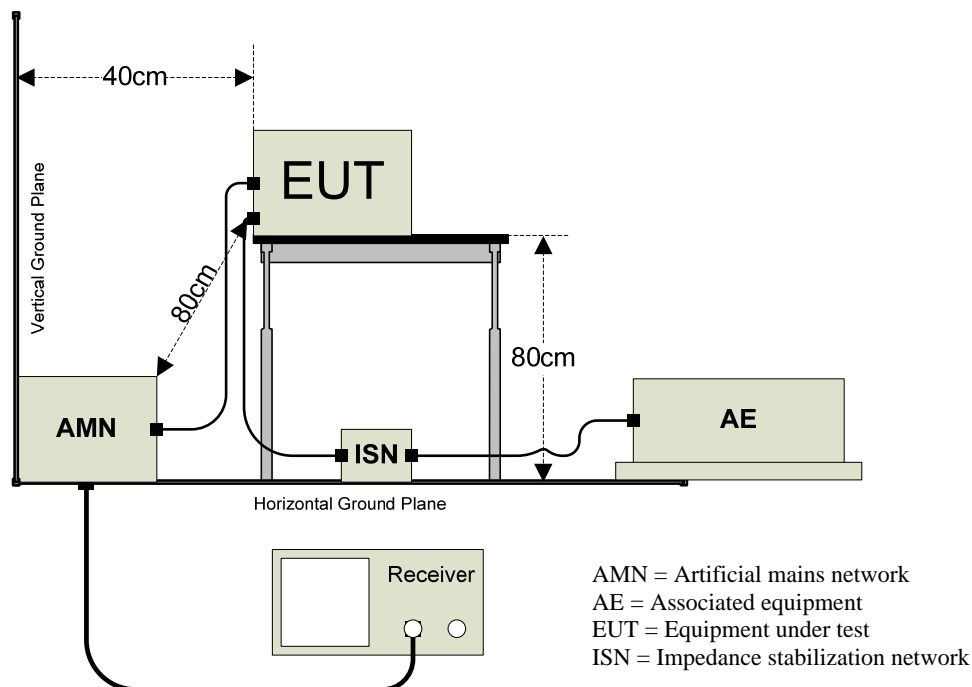 40cm
EUT
Vertical Ground Plane
80cm
80cm
AMN
ISN
AE
Horizontal Ground Plane
Receiver
AMN = Artificial mains network
AE = Associated equipment
EUT = Equipment under test
ISN = Impedance stabilization network